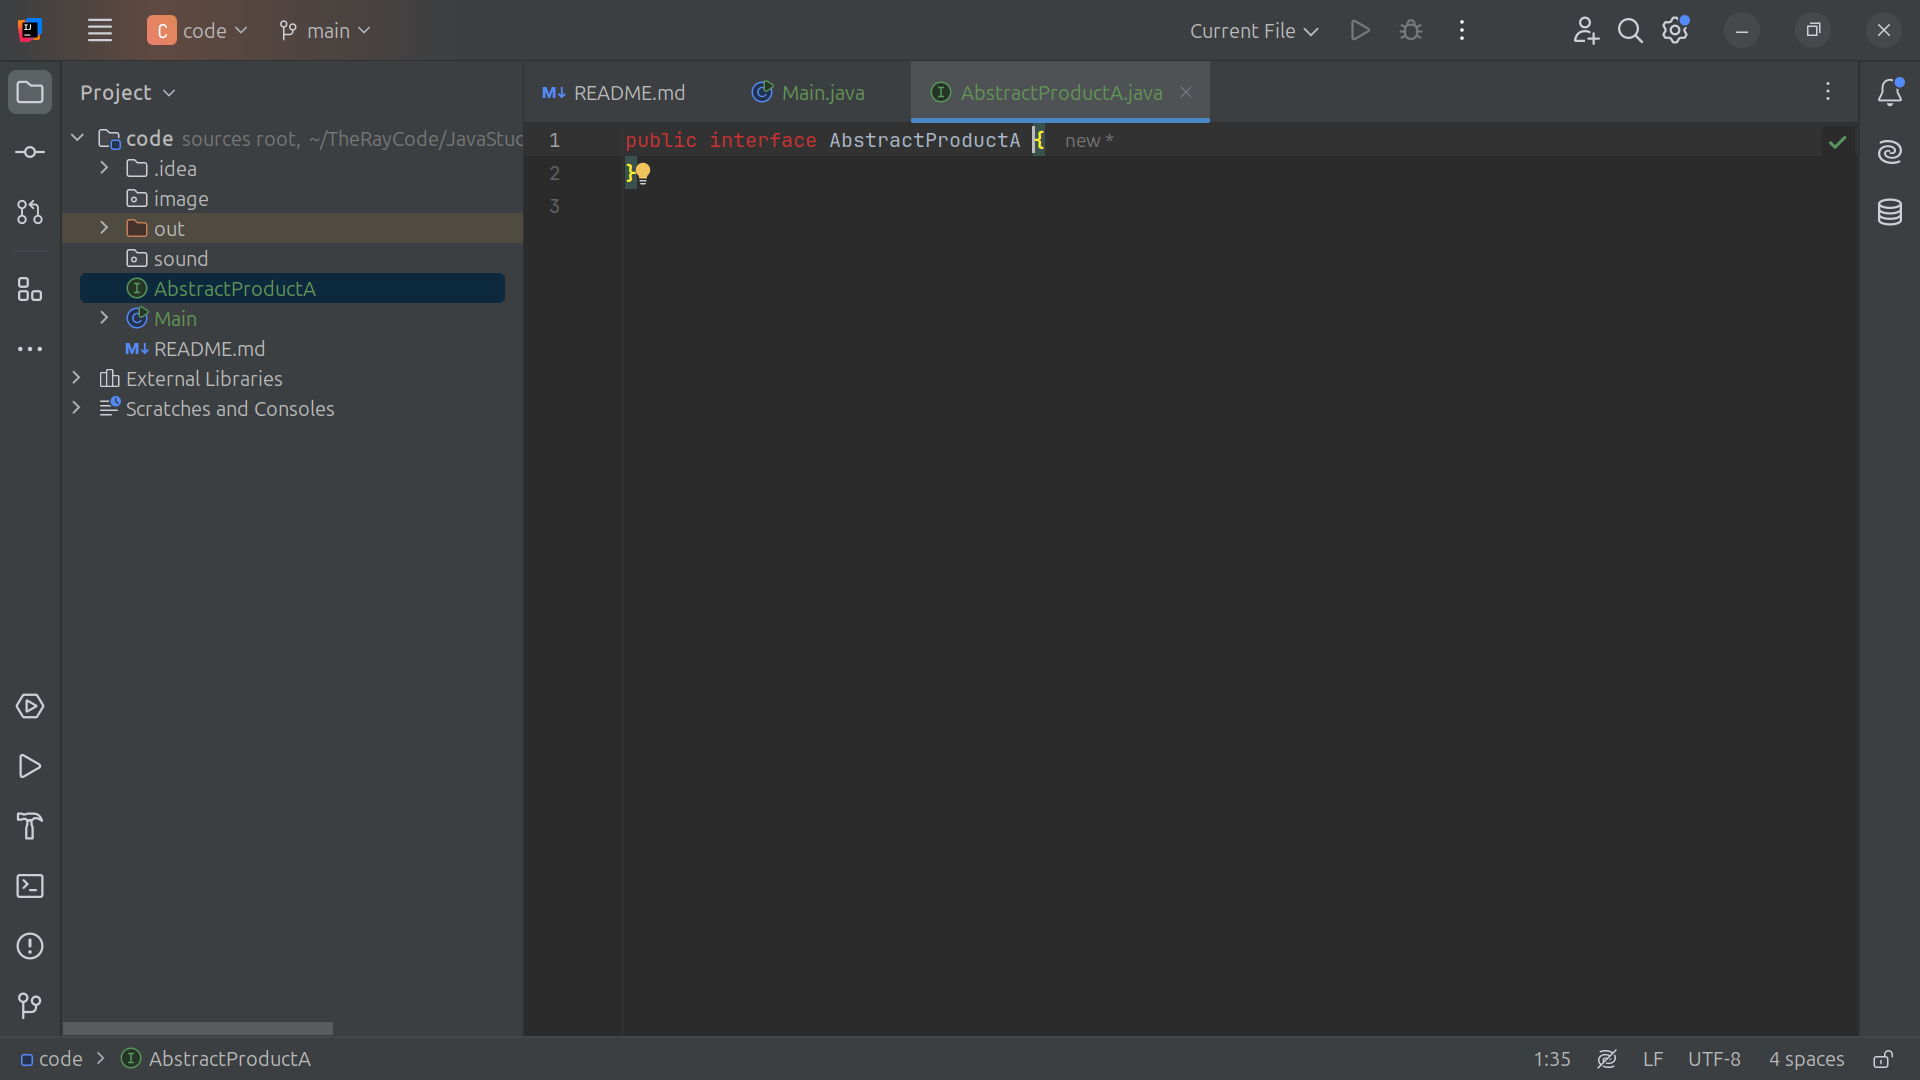 C code main Current File
Project
README.md Main.java AbstractProductA.java
code sources root, ~/TheRayCode/JavaStuc
.idea
image
out
sound
AbstractProductA
Main
README.md
External Libraries
Scratches and Consoles
1 public interface AbstractProductA { new *
2 }
3
code > AbstractProductA 1:35 LF UTF-8 4 spaces